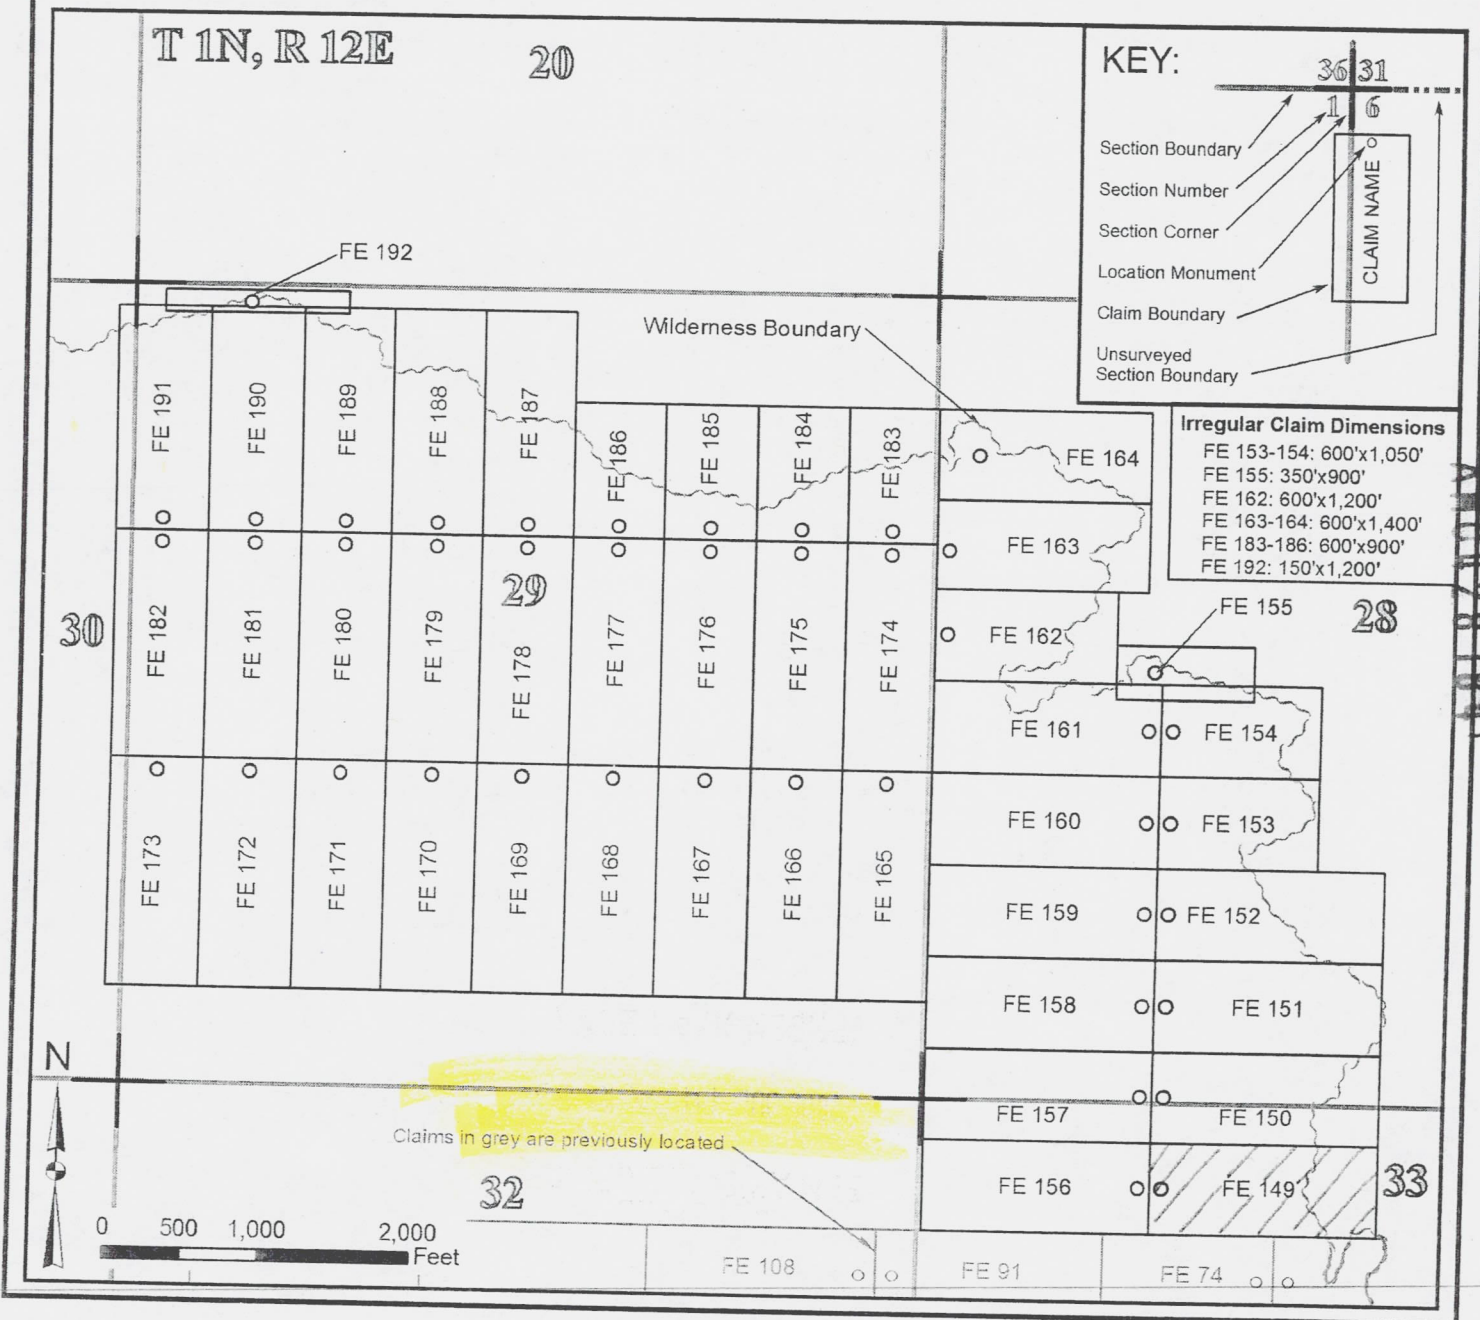 T 1N, R 12E
20
KEY:
36 31
1 6
Section Boundary
Section Number
Section Corner
Location Monument
Claim Boundary
Unsurveyed
Section Boundary
CLAIM NAME
FE 192
Wilderness Boundary
Irregular Claim Dimensions
FE 153-154: 600'x1,050'
FE 155: 350'x900'
FE 162: 600'x1,200'
FE 163-164: 600'x1,400'
FE 183-186: 600'x900'
FE 192: 150'x1,200'
FE 191
FE 190
FE 189
FE 188
FE 187
FE 186
FE 185
FE 184
FE 183
FE 164
FE 163
29
30
28
FE 155
FE 182
FE 181
FE 180
FE 179
FE 178
FE 177
FE 176
FE 175
FE 174
FE 162
FE 161
FE 154
FE 160
FE 153
FE 173
FE 172
FE 171
FE 170
FE 169
FE 168
FE 167
FE 166
FE 165
FE 159
FE 152
FE 158
FE 151
N
FE 157
FE 150
Claims in grey are previously located
32
FE 156
FE 149
33
0 500 1,000 2,000
Feet
FE 108
FE 91
FE 74